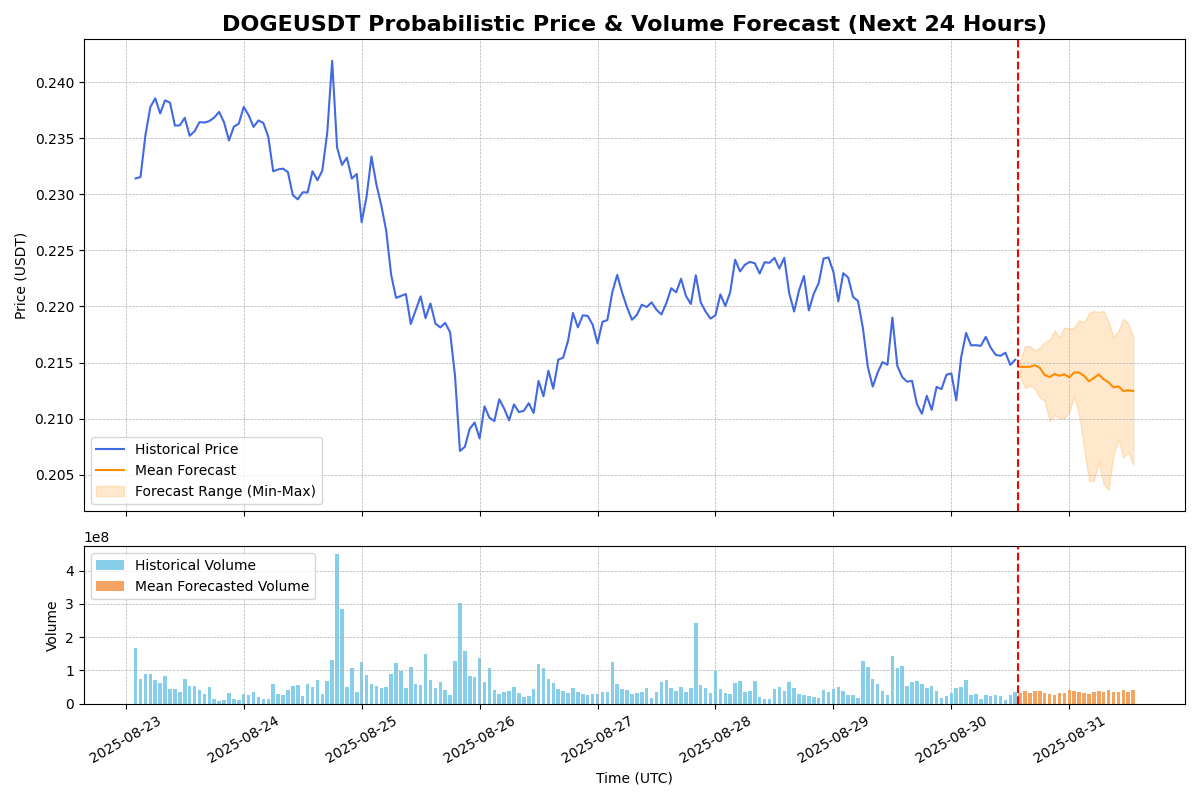 DOGEUSDT Probabilistic Price & Volume Forecast (Next 24 Hours)
Price (USDT)
0.240
0.235
0.230
0.225
0.220
0.215
0.210
0.205
Historical Price
Mean Forecast
Forecast Range (Min-Max)
1e8
Volume
4
3
2
1
0
Historical Volume
Mean Forecasted Volume
2025-08-23
2025-08-24
2025-08-25
2025-08-26
2025-08-27
2025-08-28
2025-08-29
2025-08-30
2025-08-31
Time (UTC)